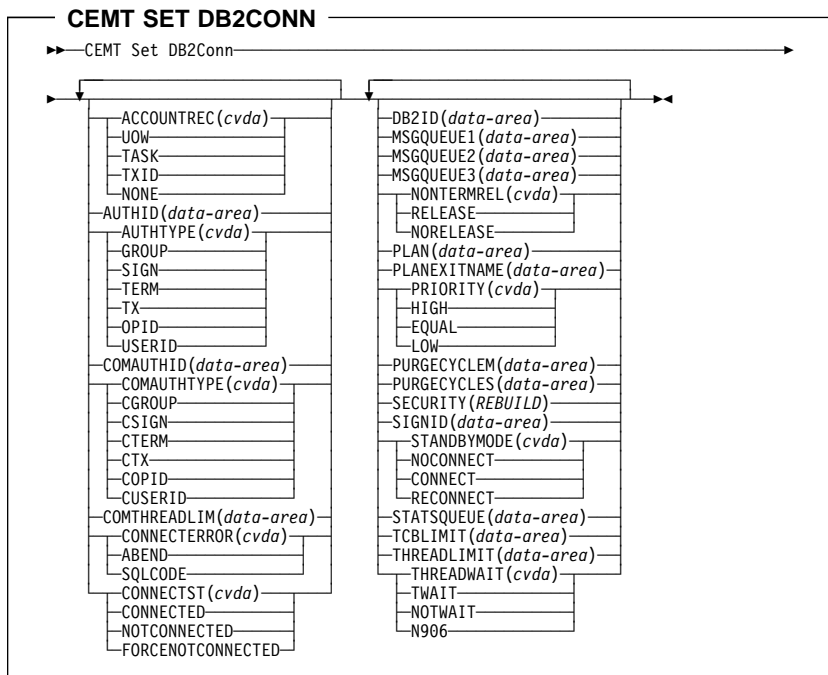 CEMT SET DB2CONN
CEMT Set DB2Conn
ACCOUNTREC(cvda)
UOW
TASK
TXID
NONE
AUTHID(data-area)
AUTHTYPE(cvda)
GROUP
SIGN
TERM
TX
OPID
USERID
COMAUTHID(data-area)
COMAUTHTYPE(cvda)
CGROUP
CSIGN
CTERM
CTX
COPID
CUSERID
COMTHREADLIM(data-area)
CONNECTERROR(cvda)
ABEND
SQLCODE
CONNECTST(cvda)
CONNECTED
NOTCONNECTED
FORCENOTCONNECTED
DB2ID(data-area)
MSGQUEUE1(data-area)
MSGQUEUE2(data-area)
MSGQUEUE3(data-area)
NONTERMREL(cvda)
RELEASE
NORELEASE
PLAN(data-area)
PLANEXITNAME(data-area)
PRIORITY(cvda)
HIGH
EQUAL
LOW
PURGECYCLEM(data-area)
PURGECYCLES(data-area)
SECURITY(REBUILD)
SIGNID(data-area)
STANDBYMODE(cvda)
NOCONNECT
CONNECT
RECONNECT
STATSQUEUE(data-area)
TCBLIMIT(data-area)
THREADLIMIT(data-area)
THREADWAIT(cvda)
TWAIT
NOTWAIT
N906